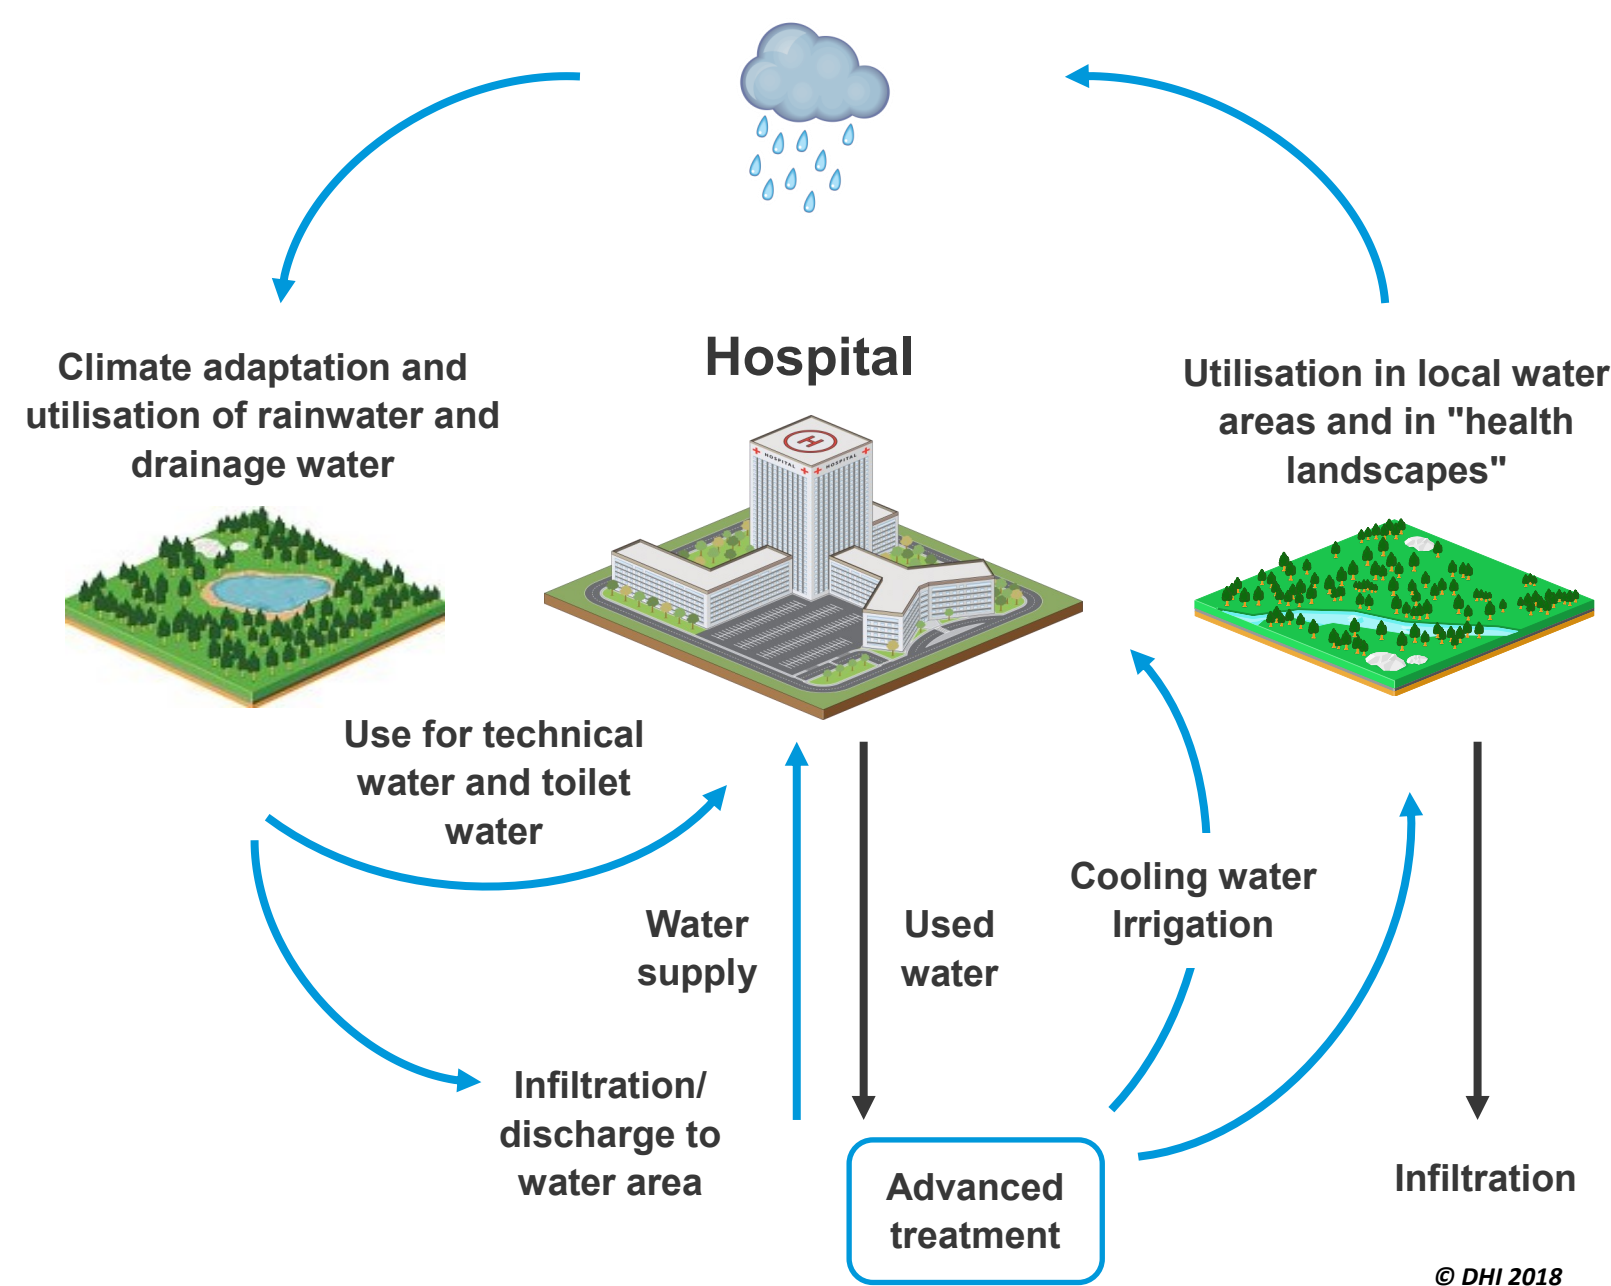 Hospital
Climate adaptation and
utilisation of rainwater and
drainage water
Utilisation in local water
areas and in "health
landscapes"
H
HOSPITAL
HOSPITAL
Use for technical
water and toilet
water
Water
supply
Used
water
Cooling water
Irrigation
Infiltration/
discharge to
water area
Advanced
treatment
Infiltration
© DHI 2018